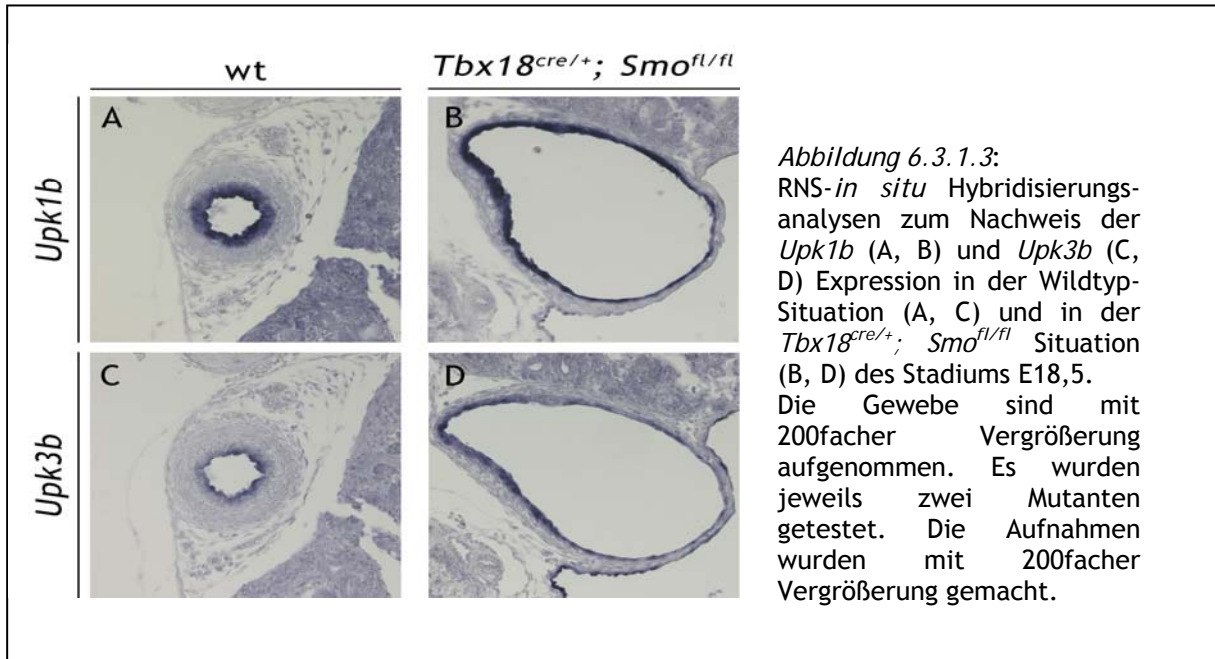 wt
Tbx18cre/+; Smofl/fl
A
B
Upk1b
C
D
Upk3b
Abbildung 6.3.1.3:
RNS-in situ Hybridisierungs-
analysen zum Nachweis der
Upk1b (A, B) und Upk3b (C,
D) Expression in der Wildtyp-
Situation (A, C) und in der
Tbx18cre/+; Smofl/fl Situation
(B, D) des Stadiums E18,5.
Die Gewebe sind mit
200facher Vergrößerung
aufgenommen. Es wurden
jeweils zwei Mutanten
getestet. Die Aufnahmen
wurden mit 200facher
Vergrößerung gemacht.